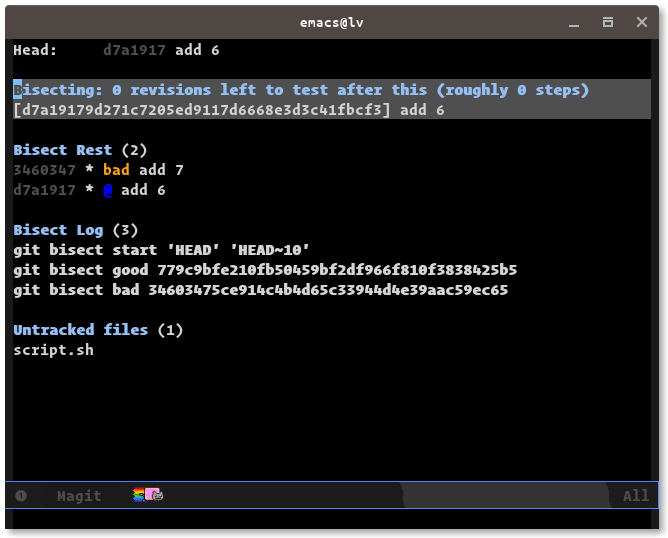 emacs@lv
Head:     d7a1917 add 6
Bisecting: 0 revisions left to test after this (roughly 0 steps)
[d7a19179d271c7205ed9117d6668e3d3c41fbcf3] add 6
Bisect Rest (2)
3460347 * bad add 7
d7a1917 * @ add 6
Bisect Log (3)
git bisect start 'HEAD' 'HEAD~10'
git bisect good 779c9bfe210fb50459bf2df966f810f3838425b5
git bisect bad 34603475ce914c4b4d65c33944d4e39aac59ec65
Untracked files (1)
script.sh
Magit All